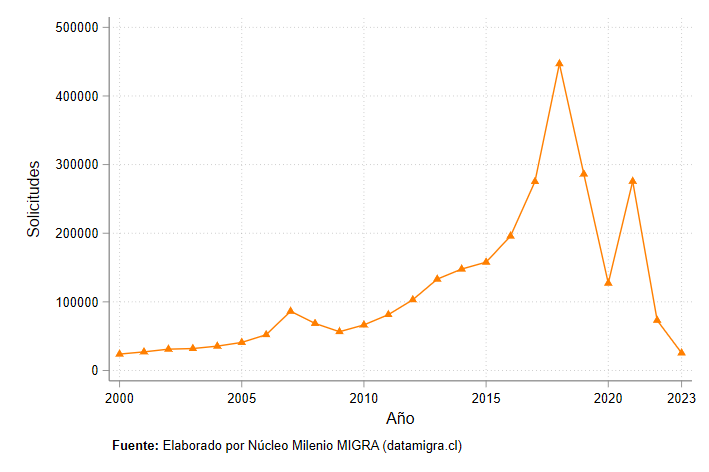 500000
400000
300000
200000
100000
0
Solicitudes
2000 2005 2010 2015 2020 2023
Año
Fuente: Elaborado por Núcleo Milenio MIGRA (datamigra.cl)